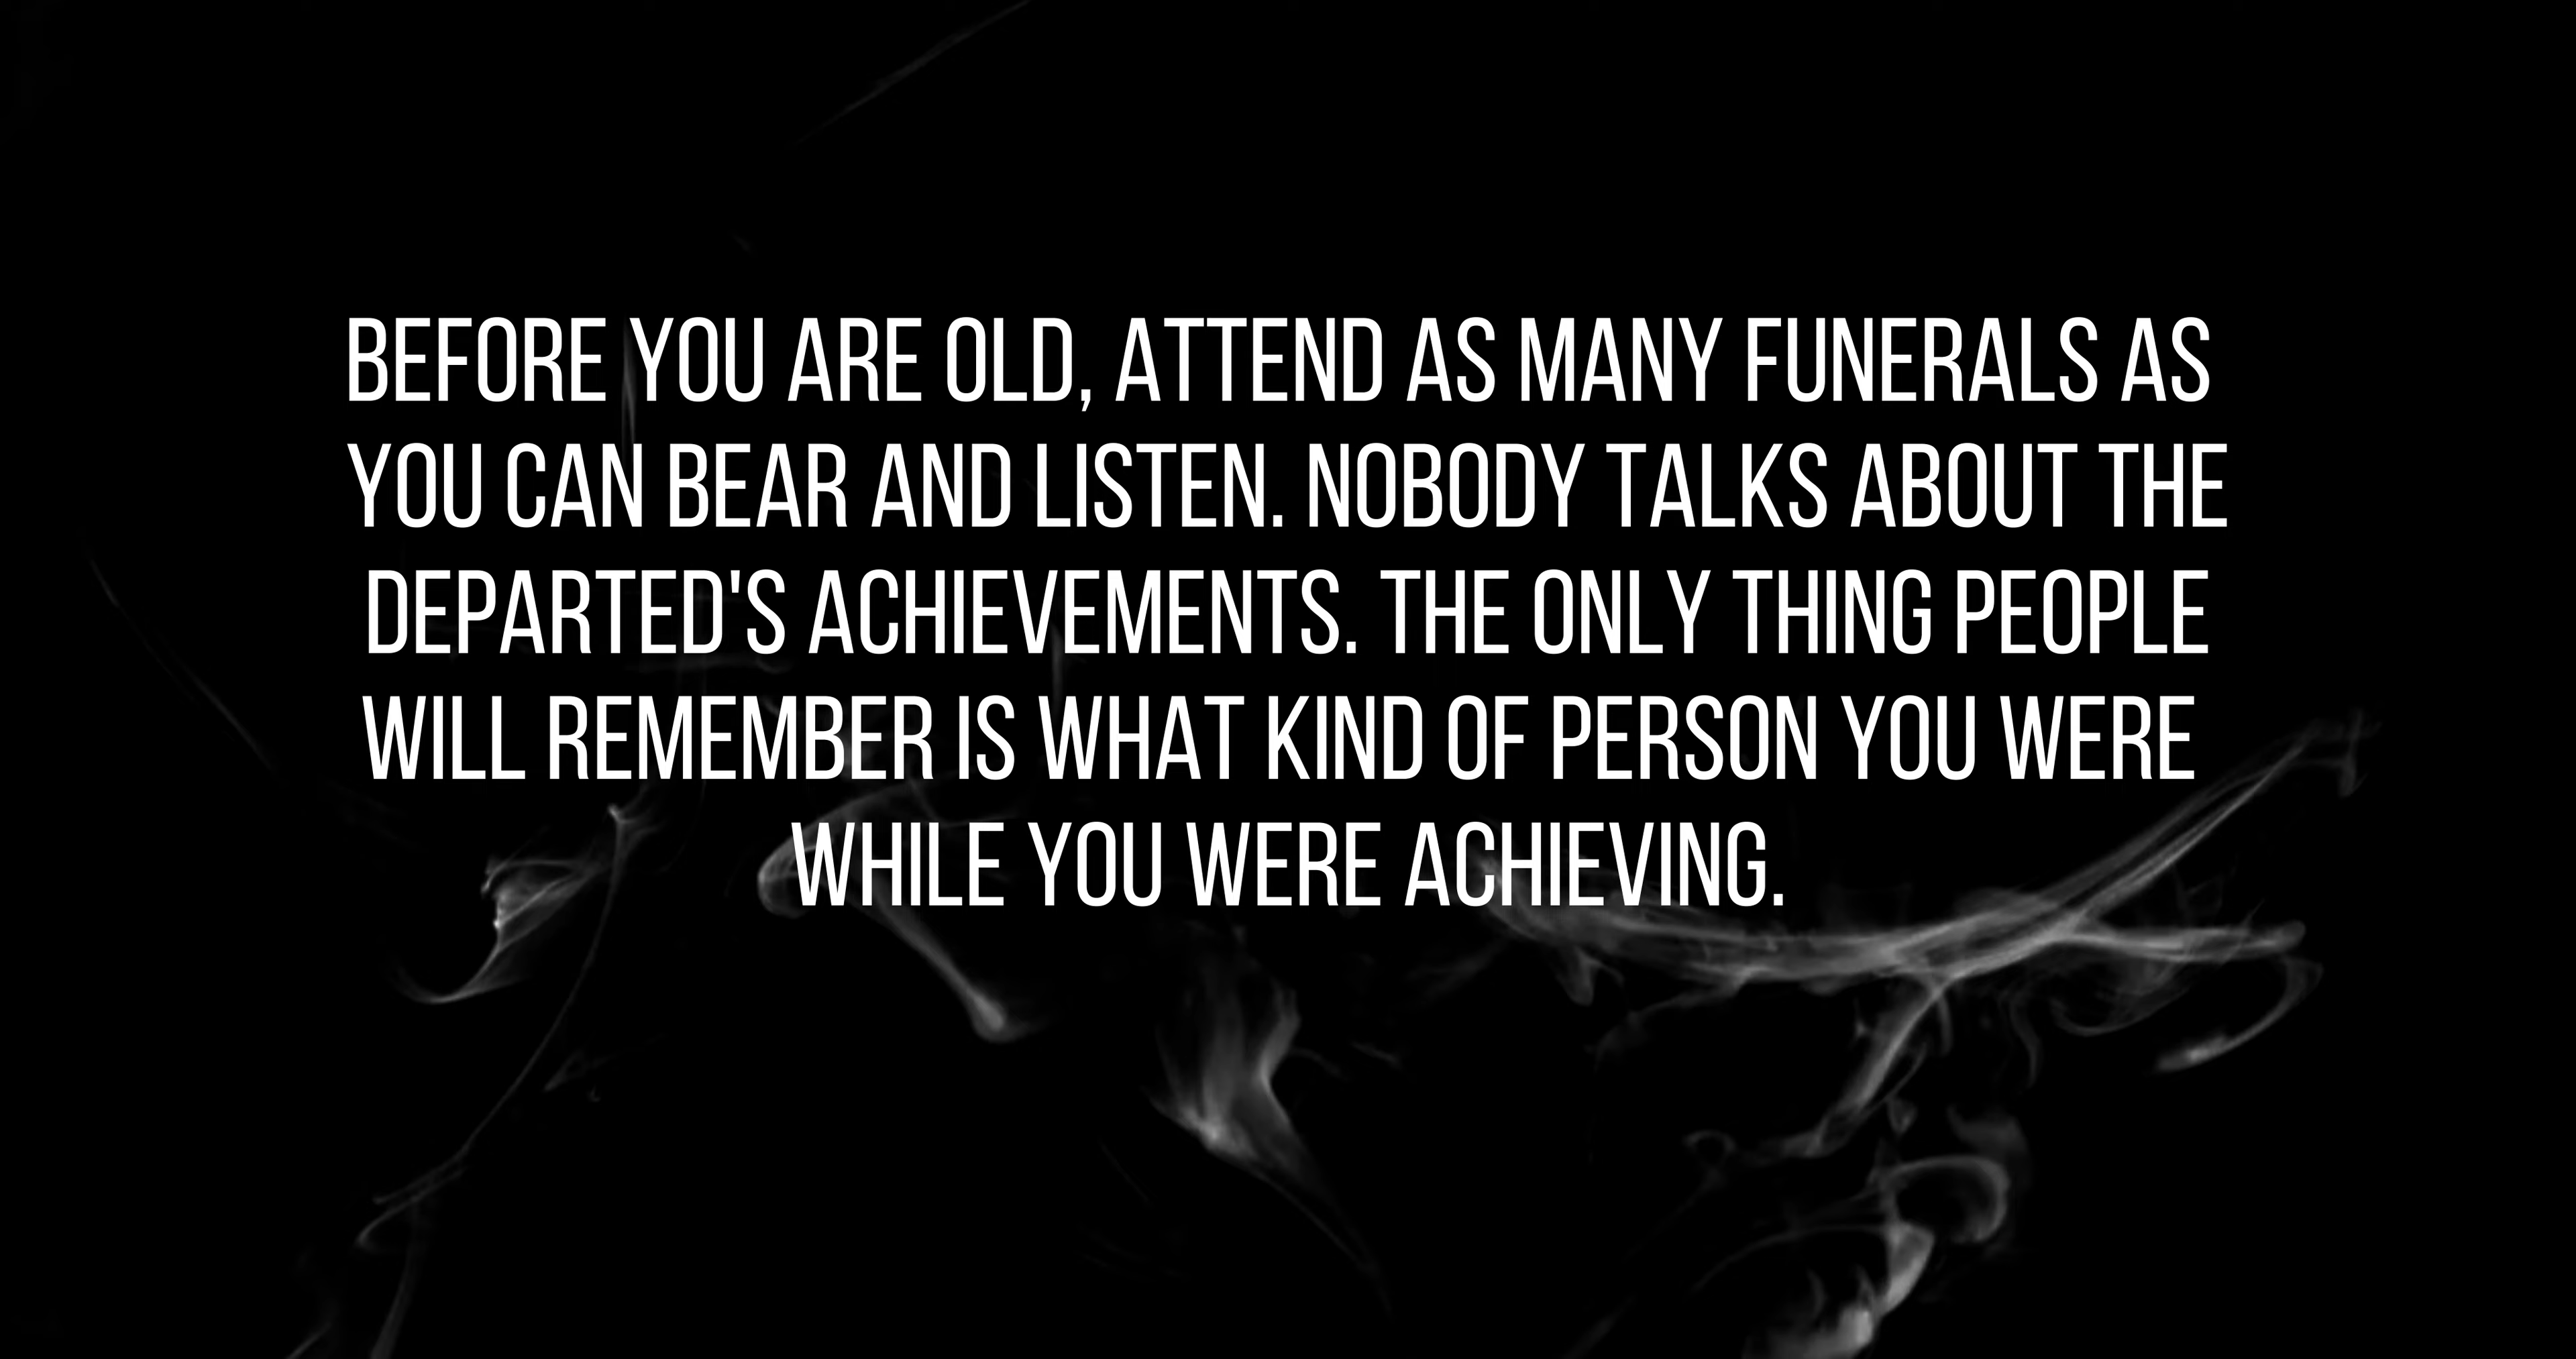 BEFORE YOU ARE OLD, ATTEND AS MANY FUNERALS AS
YOU CAN BEAR AND LISTEN. NOBODY TALKS ABOUT THE
DEPARTED'S ACHIEVEMENTS. THE ONLY THING PEOPLE
WILL REMEMBER IS WHAT KIND OF PERSON YOU WERE
WHILE YOU WERE ACHIEVING.